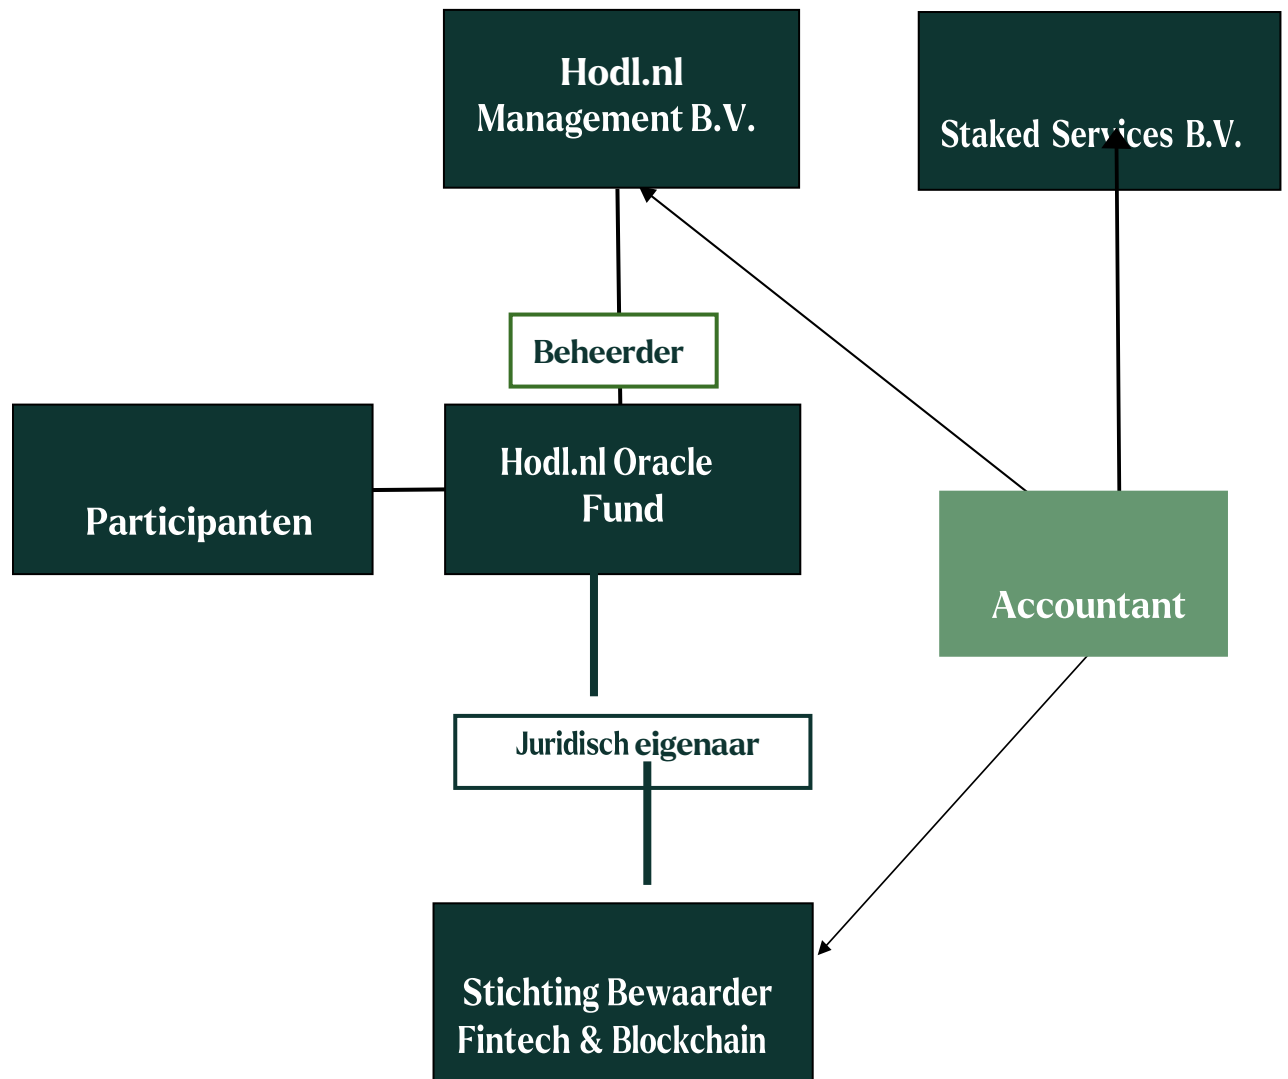 Hodl.nl
Management B.V.
Staked Services B.V.
Beheerder
Participanten
Hodl.nl Oracle
Fund
Accountant
Juridisch eigenaar
Stichting Bewaarder
Fintech & Blockchain